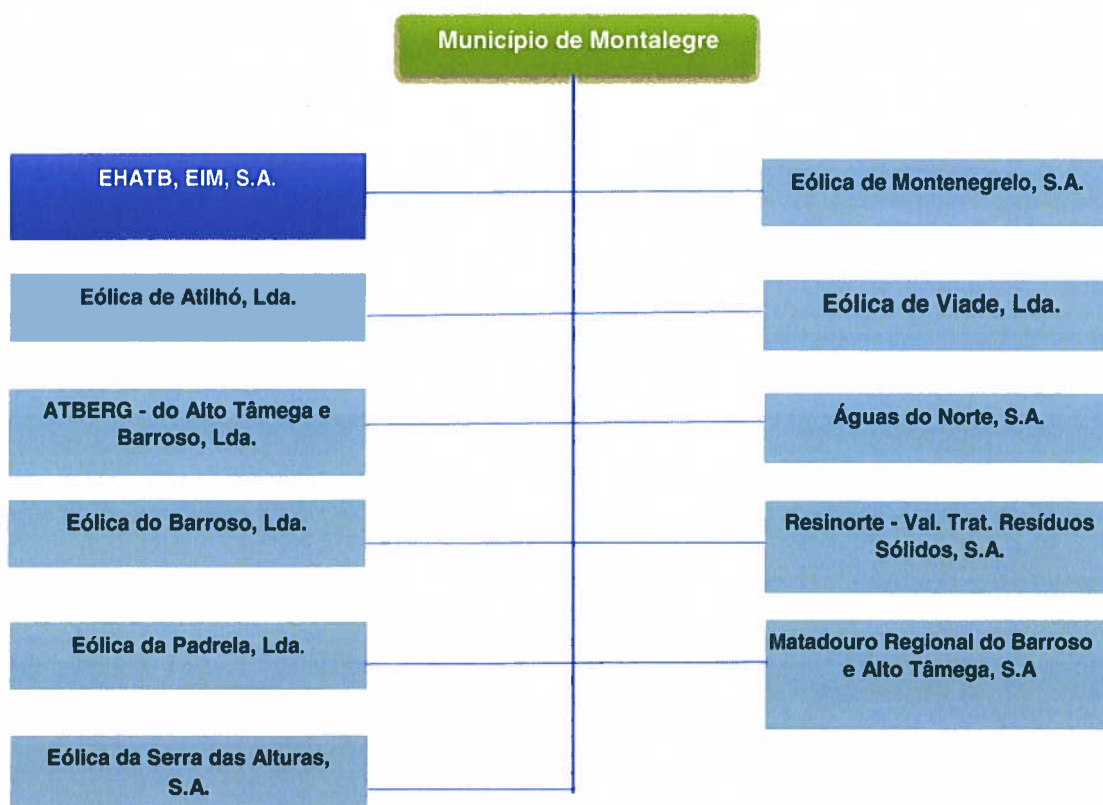 Município de Montalegre
EHATB, EIM, S.A.
Eólica de Montenegrelo, S.A.
Eólica de Atilhó, Lda.
Eólica de Viade, Lda.
ATBERG - do Alto Tâmega e
Barroso, Lda.
Águas do Norte, S.A.
Eólica do Barroso, Lda.
Resinorte - Val. Trat. Resíduos
Sólidos, S.A.
Eólica da Padrela, Lda.
Matadouro Regional do Barroso
e Alto Tâmega, S.A
Eólica da Serra das Alturas,
S.A.